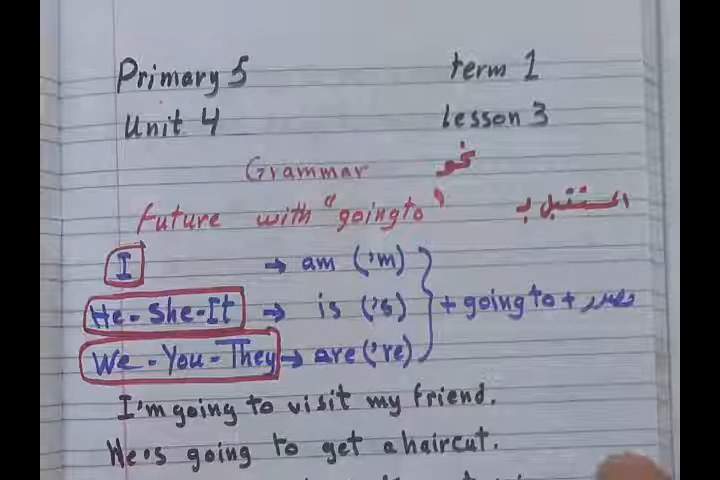 Primary 5 term 1
Unit 4 Lesson 3
Grammar نحو
future with "going to" المستقبل بـ
I → am ('m)
He - She - It → is ('s) + going to + مصدر
We - You - They → are ('re)
I'm going to visit my friend.
He's going to get a haircut.